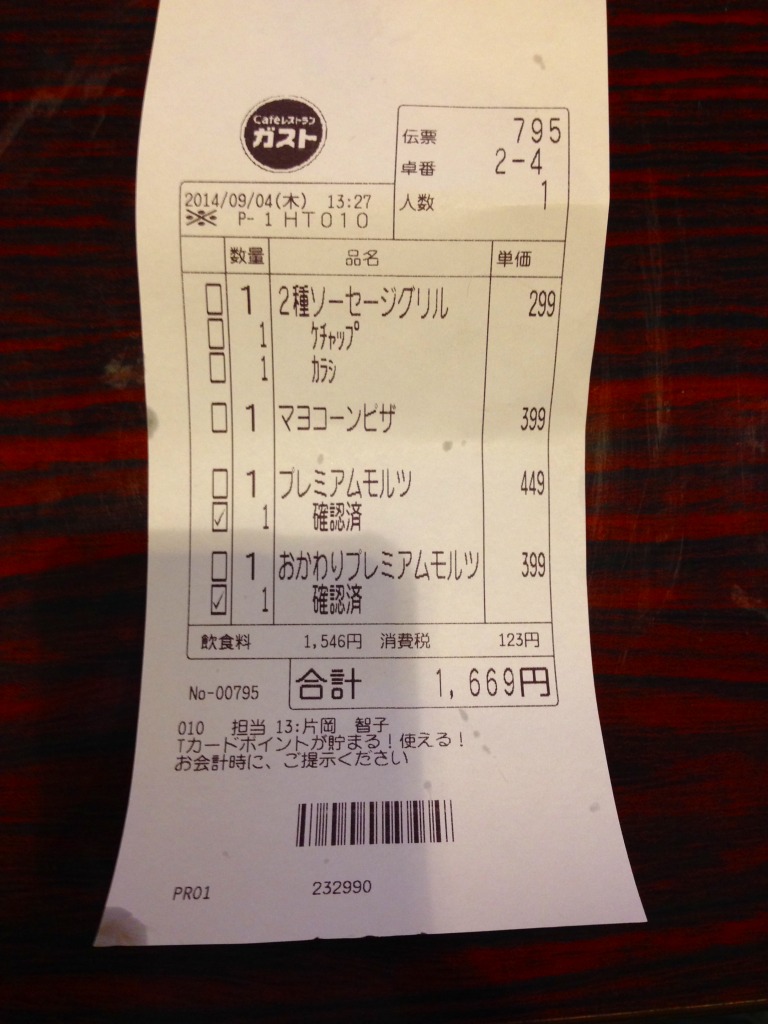 Caféレストラン
ガスト
伝票 795
卓番 2-4
人数 1
2014/09/04(木) 13:27
P- 1 HT010
数量 品名 単価
1 2種ソーセージグリル 299
1 ケチャップ
1 カラシ
1 マヨコーンピザ 399
1 プレミアムモルツ 449
1 確認済
1 おかわりプレミアムモルツ 399
1 確認済
飲食料 1,546円 消費税 123円
No-00795 合計 1,669円
010 担当 13:片岡 智子
Tカードポイントが貯まる!使える!
お会計時に、ご提示ください
232990
PR01